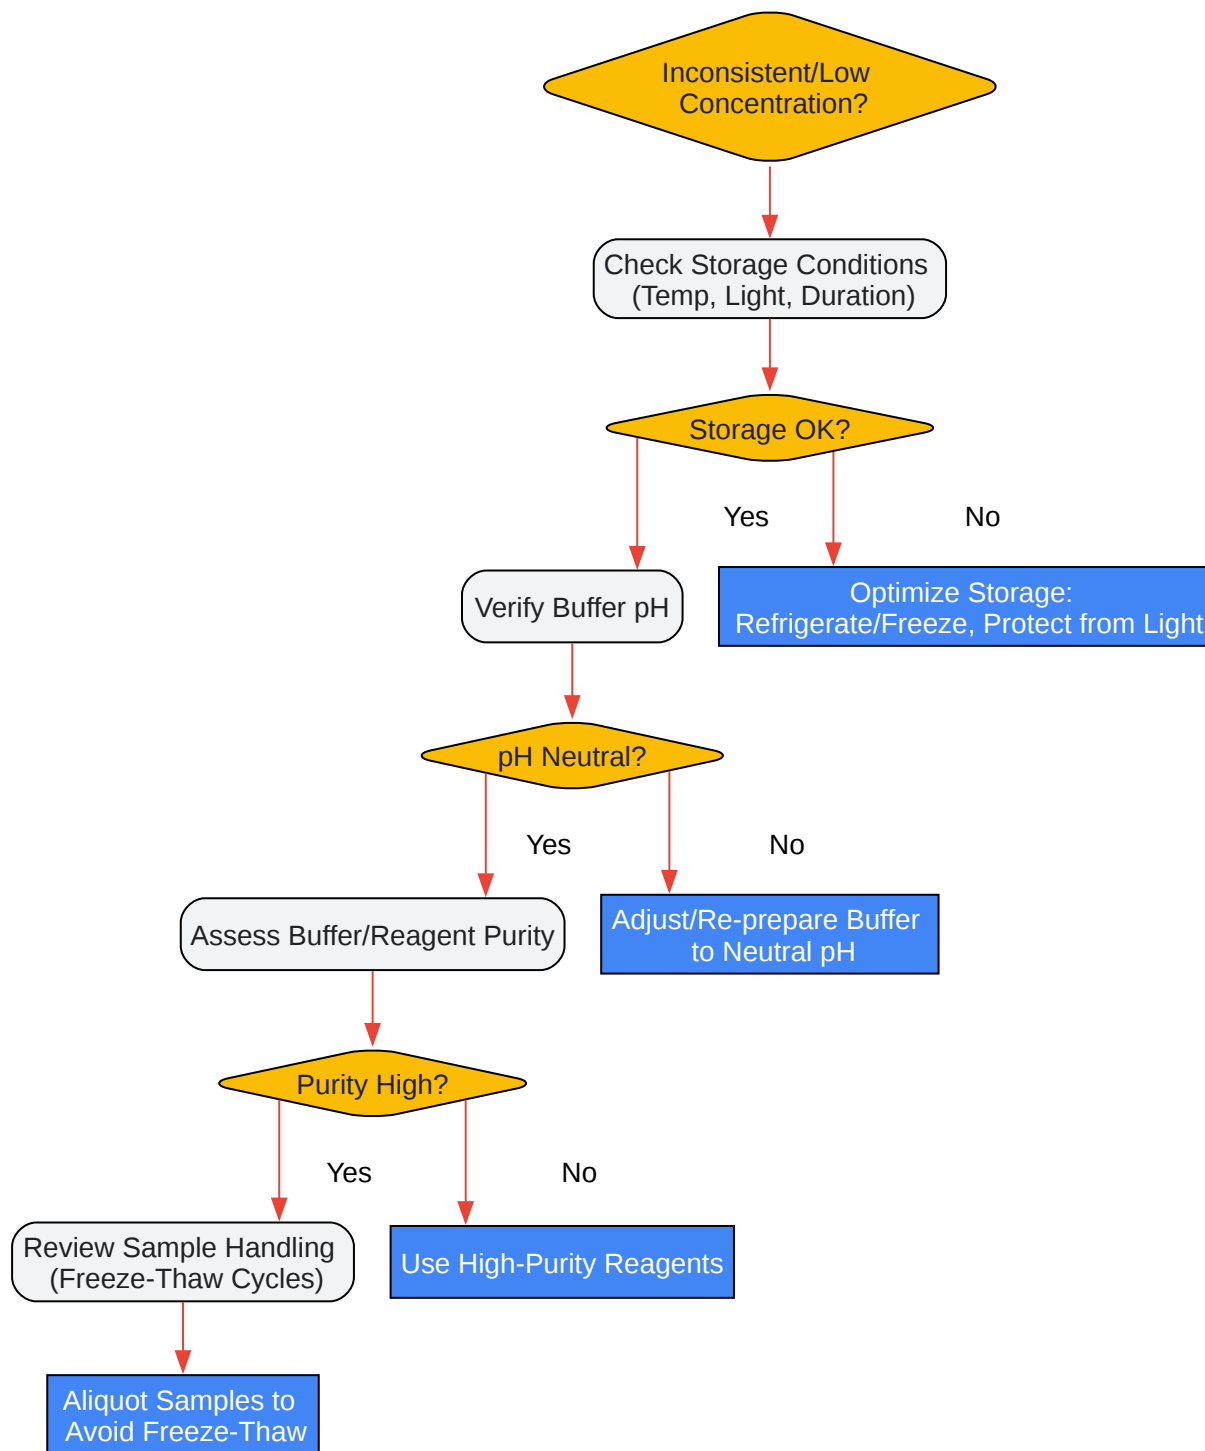 Inconsistent/Low
Concentration?
Check Storage Conditions
(Temp, Light, Duration)
Storage OK?
Yes
No
Verify Buffer pH
Optimize Storage:
Refrigerate/Freeze, Protect from Light
pH Neutral?
Yes
No
Assess Buffer/Reagent Purity
Adjust/Re-prepare Buffer
to Neutral pH
Purity High?
Yes
No
Review Sample Handling
(Freeze-Thaw Cycles)
Use High-Purity Reagents
Aliquot Samples to
Avoid Freeze-Thaw